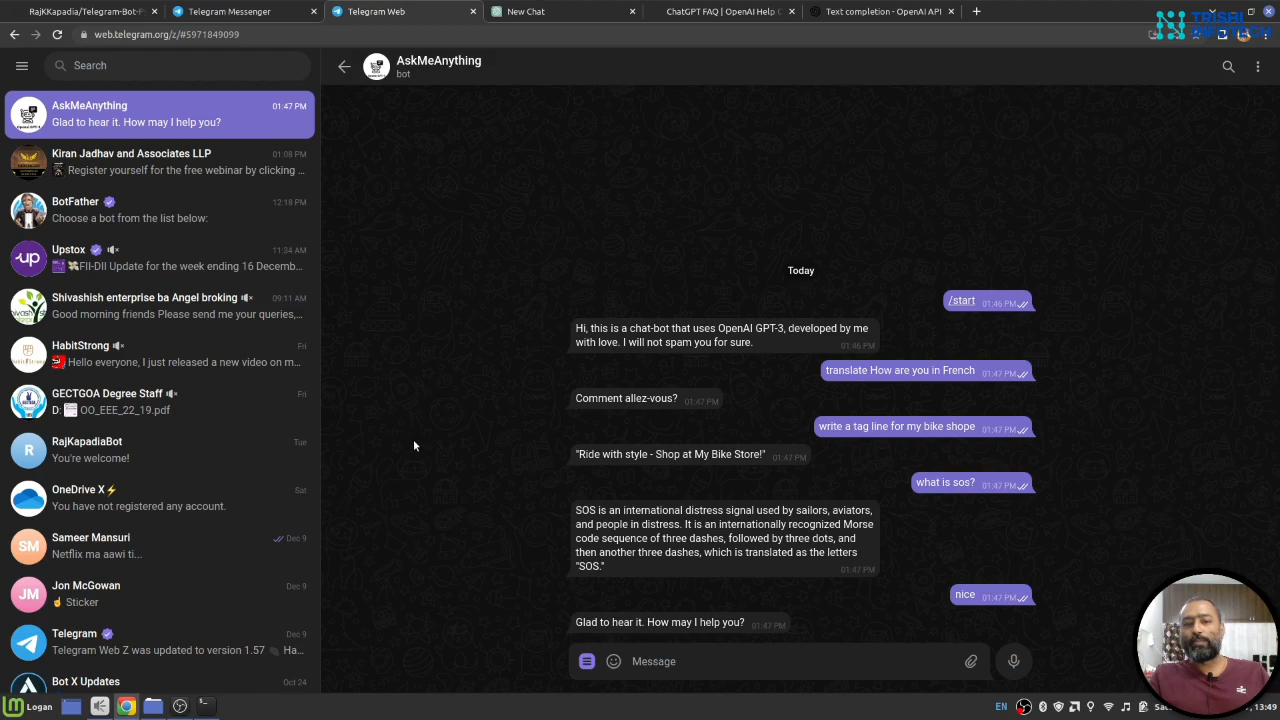 RajKKapadia/Telegram-Bot-P
Telegram Messenger
Telegram Web
New Chat
ChatGPT FAQ | OpenAI Help C
Text completion - OpenAI API
web.telegram.org/z/#5971849099
TRISHI
INFOTECH
Search
AskMeAnything
bot
AskMeAnything
01:47 PM
Glad to hear it. How may I help you?
Kiran Jadhav and Associates LLP
01:08 PM
Register yourself for the free webinar by clicking ...
BotFather
12:18 PM
Choose a bot from the list below:
Upstox
11:34 AM
FII-DII Update for the week ending 16 Decemb...
Shivashish enterprise ba Angel broking
09:11 AM
Good morning friends Please send me your queries,...
HabitStrong
Fri
Hello everyone, I just released a new video on m...
GECTGOA Degree Staff
Fri
D: OO_EEE_22_19.pdf
RajKapadiaBot
Tue
You're welcome!
OneDrive X
Sat
You have not registered any account.
Sameer Mansuri
Dec 9
Netflix ma aawi ti...
Jon McGowan
Dec 9
Sticker
Telegram
Dec 9
Telegram Web Z was updated to version 1.57 Ha...
Bot X Updates
Oct 24
R
SM
JM
up
Today
/start 01:46 PM
Hi, this is a chat-bot that uses OpenAI GPT-3, developed by me
with love. I will not spam you for sure. 01:46 PM
translate How are you in French 01:47 PM
Comment allez-vous? 01:47 PM
write a tag line for my bike shope 01:47 PM
"Ride with style - Shop at My Bike Store!" 01:47 PM
what is sos? 01:47 PM
SOS is an international distress signal used by sailors, aviators,
and people in distress. It is an internationally recognized Morse
code sequence of three dashes, followed by three dots, and
then another three dashes, which is translated as the letters
"SOS." 01:47 PM
nice 01:47 PM
Glad to hear it. How may I help you? 01:47 PM
Message
Logan
EN
13:49